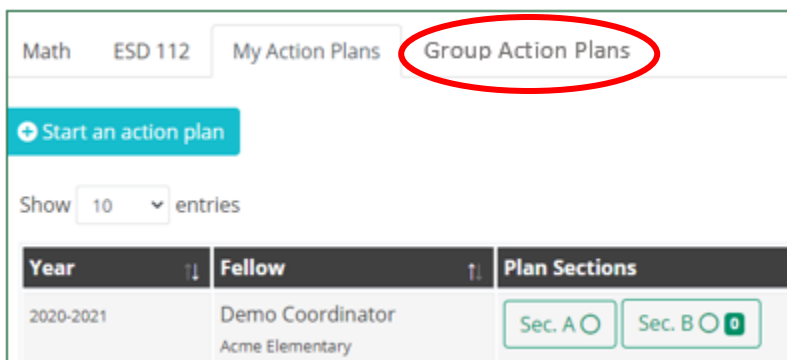 Math ESD 112 My Action Plans Group Action Plans
Start an action plan
Show 10 entries
Year Fellow Plan Sections
2020-2021 Demo Coordinator Sec. A Sec. B 0
Acme Elementary